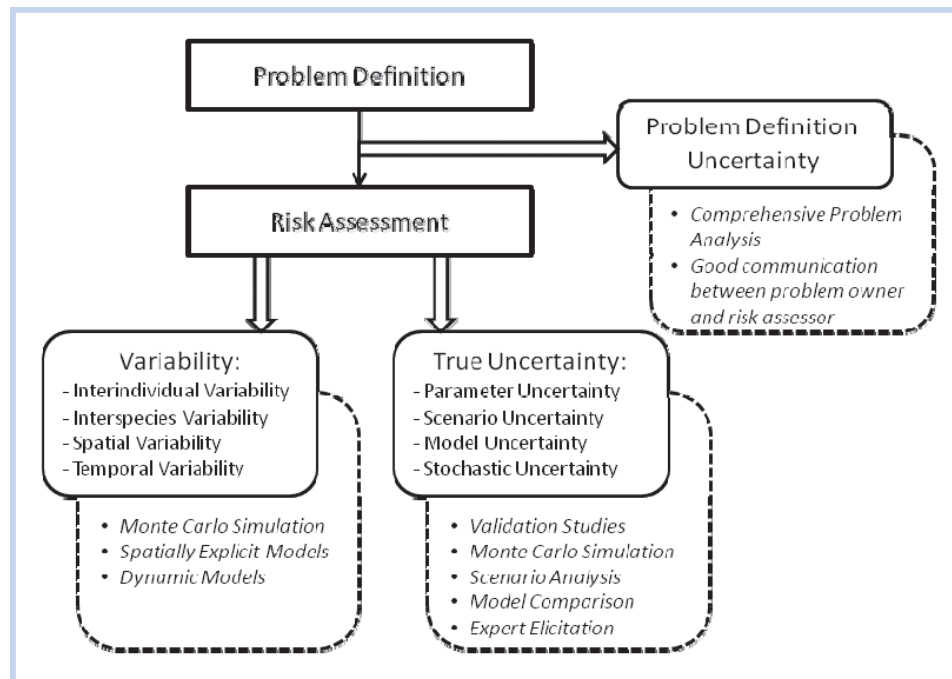 Problem Definition
Problem Definition
Uncertainty
• Comprehensive Problem
Analysis
• Good communication
between problem owner
and risk assessor
Risk Assessment
Variability:
- Interindividual Variability
- Interspecies Variability
- Spatial Variability
- Temporal Variability
• Monte Carlo Simulation
• Spatially Explicit Models
• Dynamic Models
True Uncertainty:
- Parameter Uncertainty
- Scenario Uncertainty
- Model Uncertainty
- Stochastic Uncertainty
• Validation Studies
• Monte Carlo Simulation
• Scenario Analysis
• Model Comparison
• Expert Elicitation